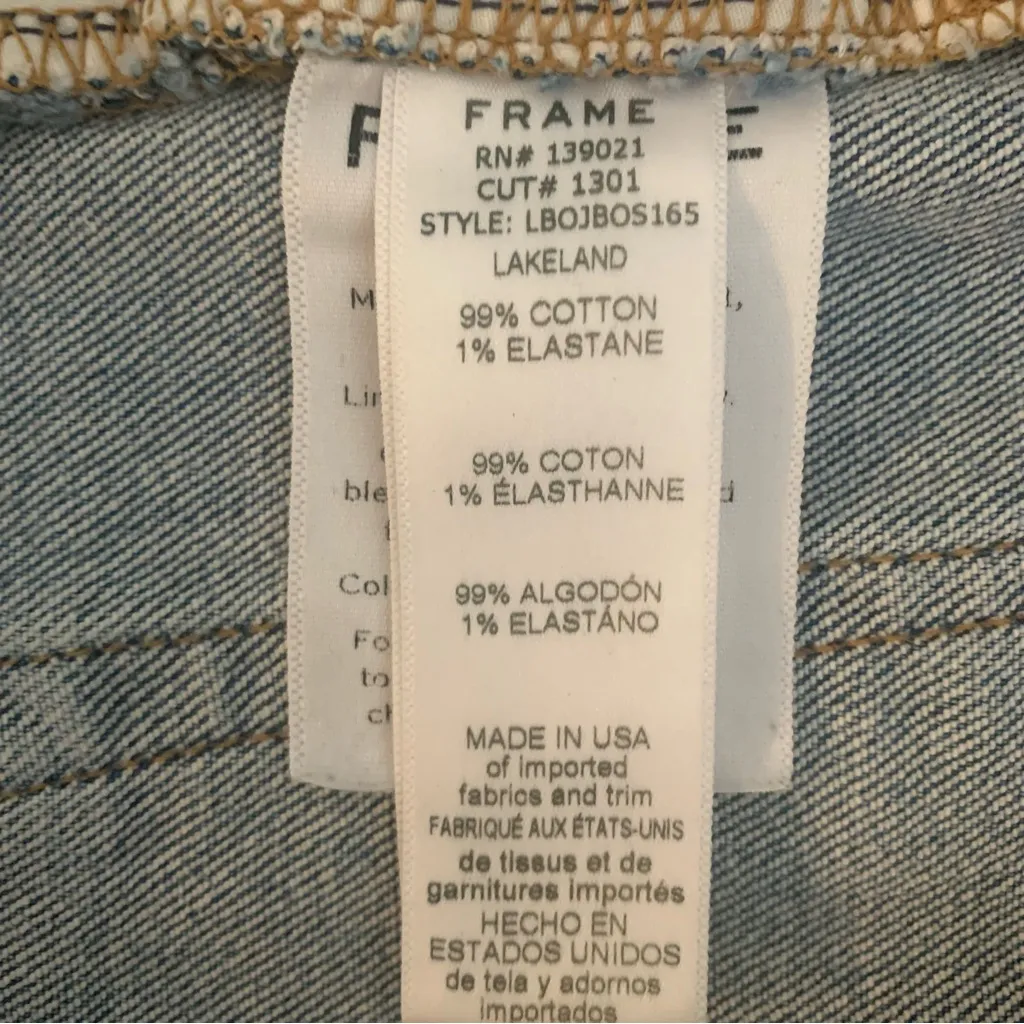 FRAME
RN# 139021
CUT# 1301
STYLE: LBOJBOS165
LAKELAND
99% COTTON
1% ELASTANE
99% COTON
1% ÉLASTHANNE
99% ALGODÓN
1% ELASTÁNO
MADE IN USA
of imported
fabrics and trim
FABRIQUÉ AUX ÉTATS-UNIS
de tissus et de
garnitures importés
HECHO EN
ESTADOS UNIDOS
de tela y adornos
importados